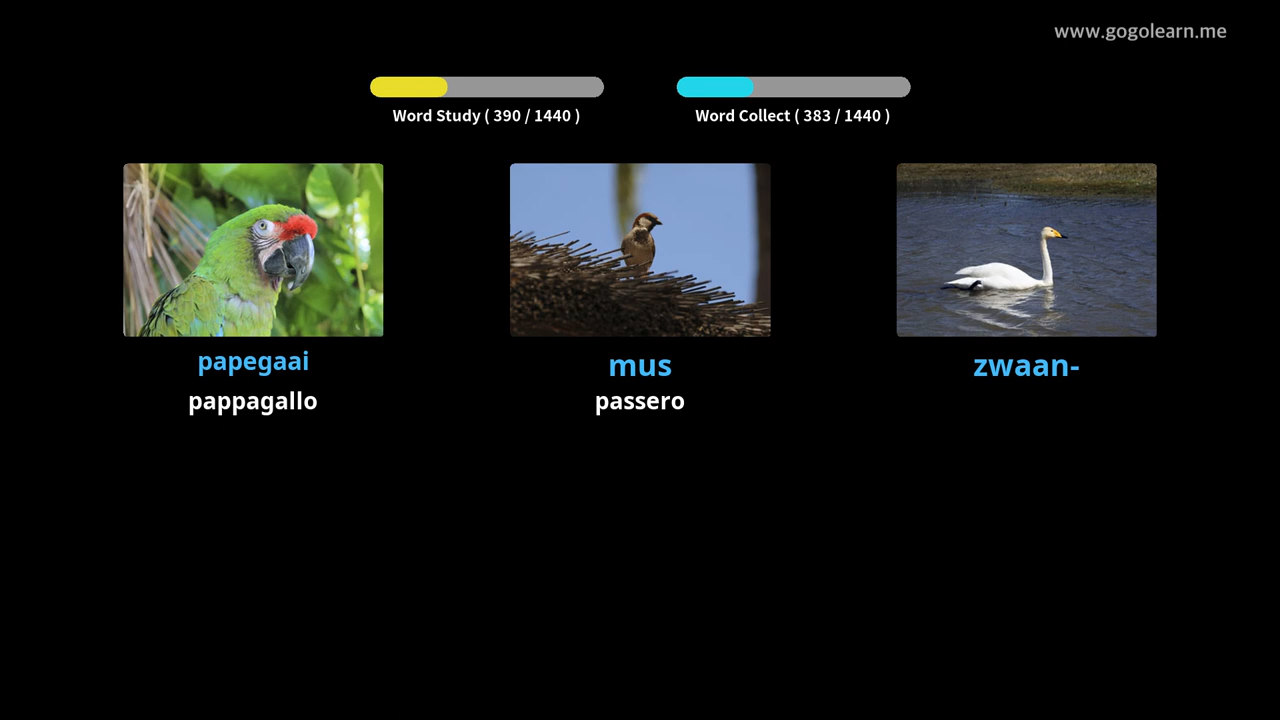 www.gogolearn.me
Word Study ( 390 / 1440 )
Word Collect ( 383 / 1440 )
papegaai
pappagallo
mus
passero
zwaan-